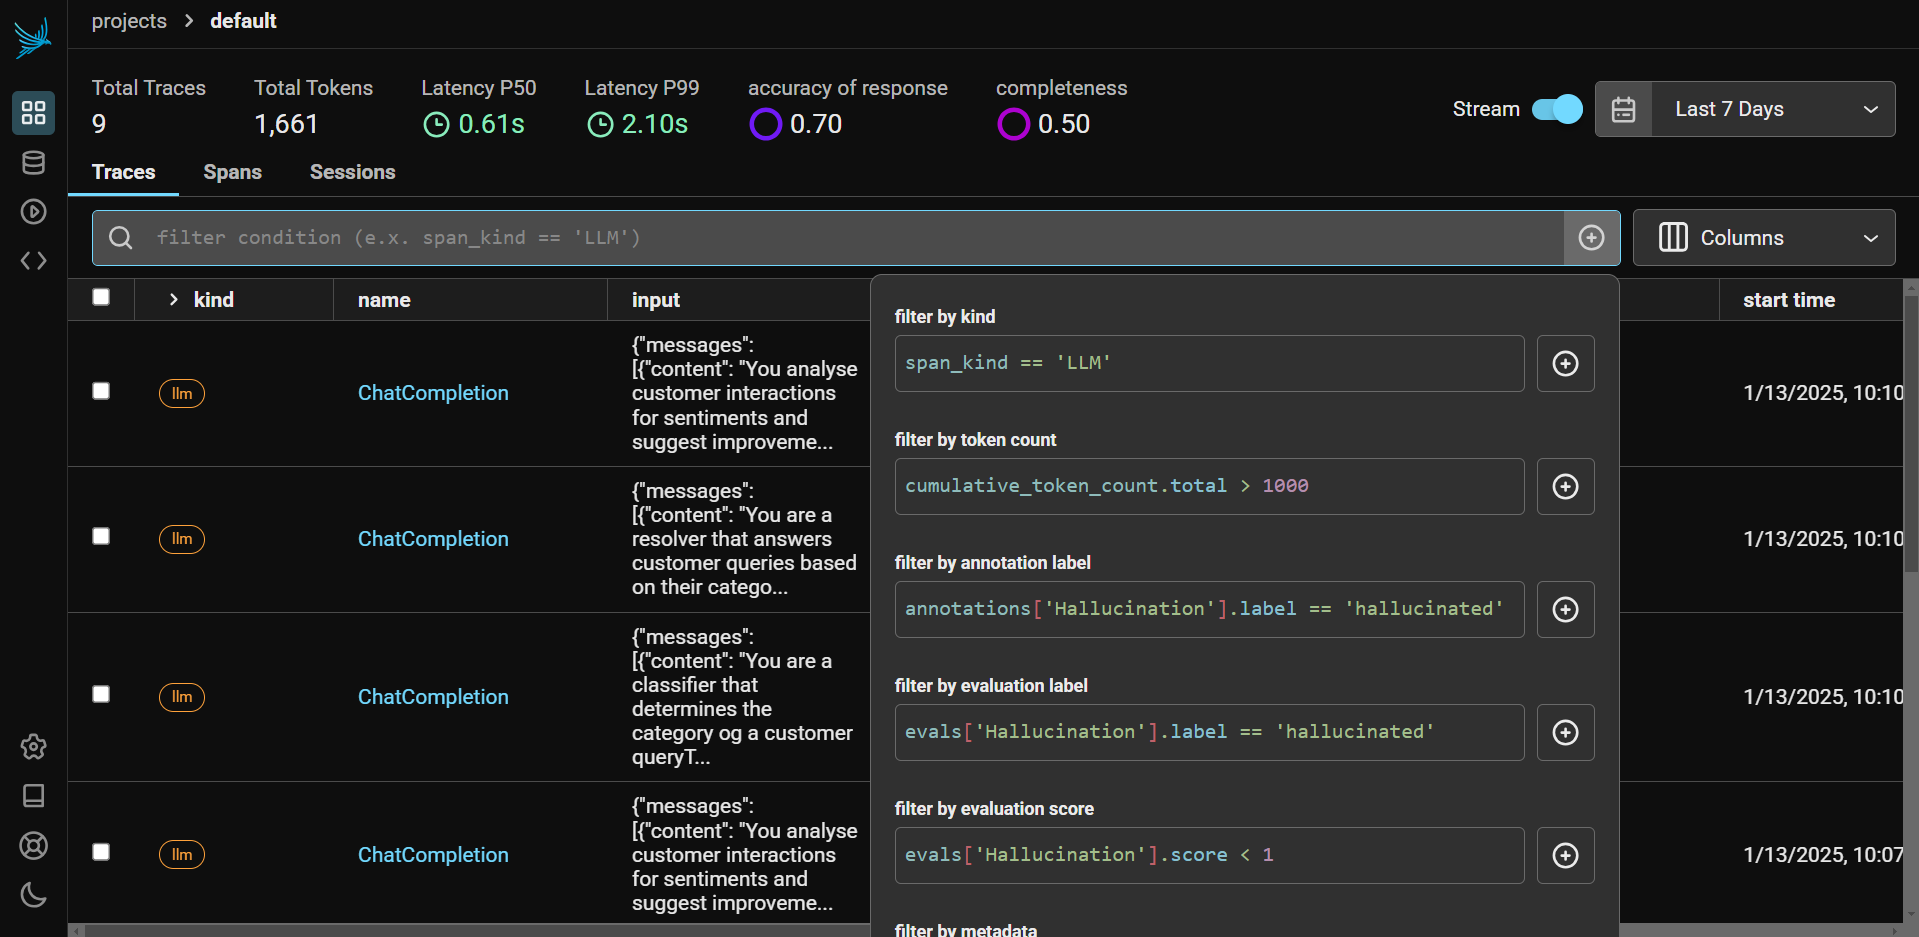 projects > default
Total Traces
9
Total Tokens
1,661
Latency P50
0.61s
Latency P99
2.10s
accuracy of response
0.70
completeness
0.50
Stream
Last 7 Days
Traces Spans Sessions
filter condition (e.x. span_kind == 'LLM')
Columns
kind name input start time
llm
ChatCompletion
{"messages":
[{"content": "You analyse
customer interactions
for sentiments and
suggest improveme...
1/13/2025, 10:10
llm
ChatCompletion
{"messages":
[{"content": "You are a
resolver that answers
customer queries based
on their catego...
1/13/2025, 10:10
llm
ChatCompletion
{"messages":
[{"content": "You are a
classifier that
determines the
category og a customer
queryT...
1/13/2025, 10:10
llm
ChatCompletion
{"messages":
[{"content": "You analyse
customer interactions
for sentiments and
suggest improveme...
1/13/2025, 10:07
filter by kind
span_kind == 'LLM'
filter by token count
cumulative_token_count.total > 1000
filter by annotation label
annotations['Hallucination'].label == 'hallucinated'
filter by evaluation label
evals['Hallucination'].label == 'hallucinated'
filter by evaluation score
evals['Hallucination'].score < 1
filter by metadata